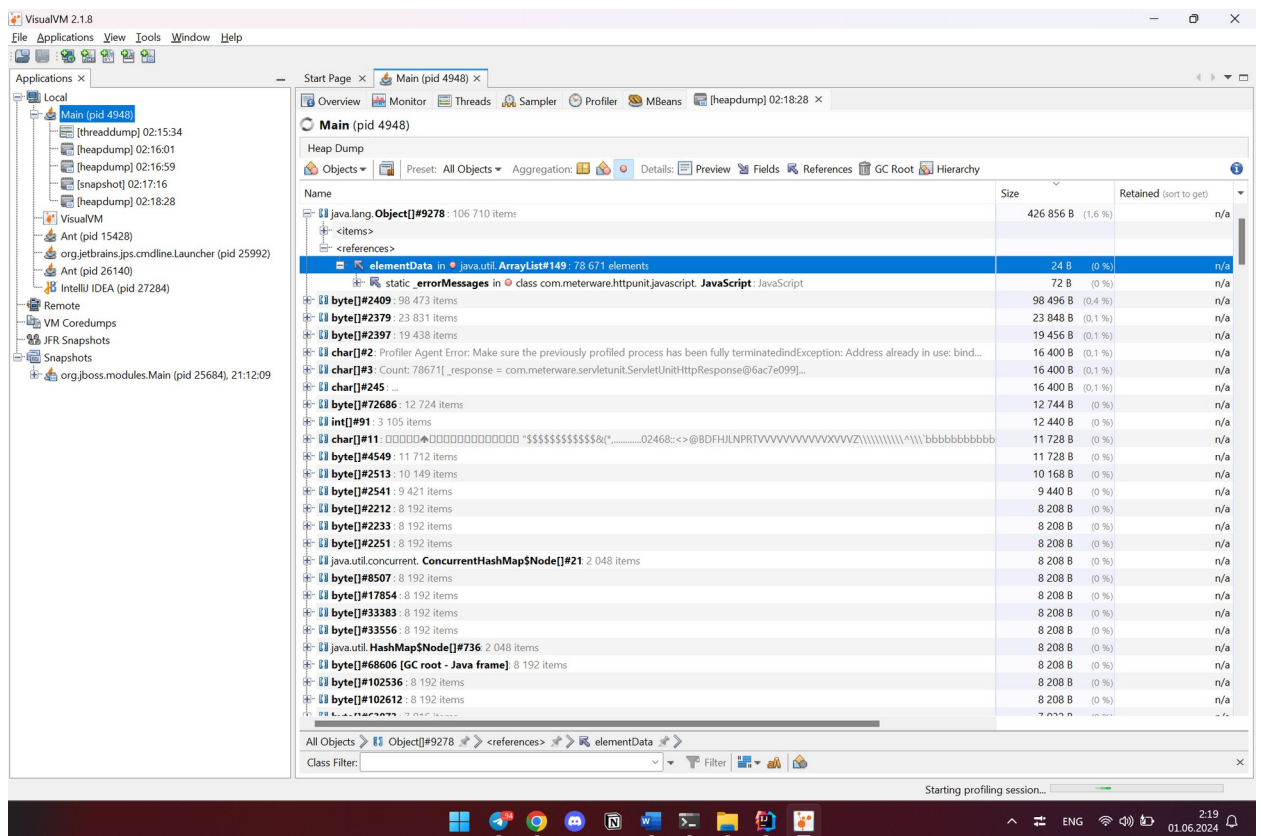 VisualVM 2.1.8
File Applications View Tools Window Help
Applications
Local
Main (pid 4948)
[threaddump] 02:15:34
[heapdump] 02:16:01
[heapdump] 02:16:59
[snapshot] 02:17:16
[heapdump] 02:18:28
VisualVM
Ant (pid 15428)
org.jetbrains.jps.cmdline.Launcher (pid 25992)
Ant (pid 26140)
IntelliJ IDEA (pid 27284)
Remote
VM Coredumps
JFR Snapshots
Snapshots
org.jboss.modules.Main (pid 25684), 21:12:09
Start Page Main (pid 4948)
Overview Monitor Threads Sampler Profiler MBeans [heapdump] 02:18:28
Main (pid 4948)
Heap Dump
Objects Preset: All Objects Aggregation: Details: Preview Fields References GC Root Hierarchy
Name Size Retained (sort to get)
java.lang.Object[]#9278 : 106 710 items 426 856 B (1,6 %) n/a
<items>
<references>
elementData in java.util.ArrayList#149 : 78 671 elements 24 B (0 %) n/a
static _errorMessages in class com.meterware.httpunit.javascript. JavaScript : JavaScript 72 B (0 %) n/a
byte[]#2409 : 98 473 items 98 496 B (0,4 %) n/a
byte[]#2379 : 23 831 items 23 848 B (0,1 %) n/a
byte[]#2397 : 19 438 items 19 456 B (0,1 %) n/a
char[]#2 : Profiler Agent Error: Make sure the previously profiled process has been fully terminatedindException: Address already in use: bind... 16 400 B (0,1 %) n/a
char[]#3 : Count: 78671[ _response = com.meterware.servletunit.ServletUnitHttpResponse@6ac7e099]... 16 400 B (0,1 %) n/a
char[]#245 : ... 16 400 B (0,1 %) n/a
byte[]#72686 : 12 724 items 12 744 B (0 %) n/a
int[]#91 : 3 105 items 12 440 B (0 %) n/a
char[]#11 : 11 728 B (0 %) n/a
byte[]#4549 : 11 712 items 11 728 B (0 %) n/a
byte[]#2513 : 10 149 items 10 168 B (0 %) n/a
byte[]#2541 : 9 421 items 9 440 B (0 %) n/a
byte[]#2212 : 8 192 items 8 208 B (0 %) n/a
byte[]#2233 : 8 192 items 8 208 B (0 %) n/a
byte[]#2251 : 8 192 items 8 208 B (0 %) n/a
java.util.concurrent. ConcurrentHashMap$Node[]#21: 2 048 items 8 208 B (0 %) n/a
byte[]#8507 : 8 192 items 8 208 B (0 %) n/a
byte[]#17854 : 8 192 items 8 208 B (0 %) n/a
byte[]#33383 : 8 192 items 8 208 B (0 %) n/a
byte[]#33556 : 8 192 items 8 208 B (0 %) n/a
java.util. HashMap$Node[]#736: 2 048 items 8 208 B (0 %) n/a
byte[]#68606 [GC root - Java frame]: 8 192 items 8 208 B (0 %) n/a
byte[]#102536 : 8 192 items 8 208 B (0 %) n/a
byte[]#102612 : 8 192 items 8 208 B (0 %) n/a
All Objects Object[]#9278 <references> elementData
Class Filter: Filter
Starting profiling session...
ENG 2:19
01.06.2024